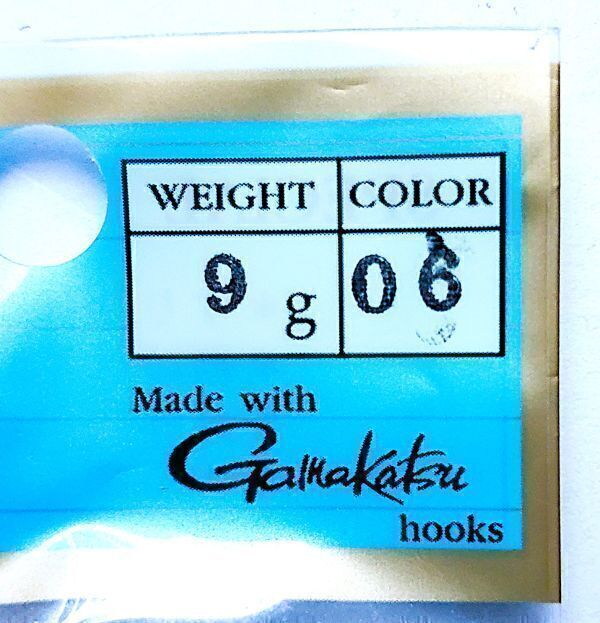 WEIGHT COLOR
9 g 06
Made with
Gamakatsu
hooks